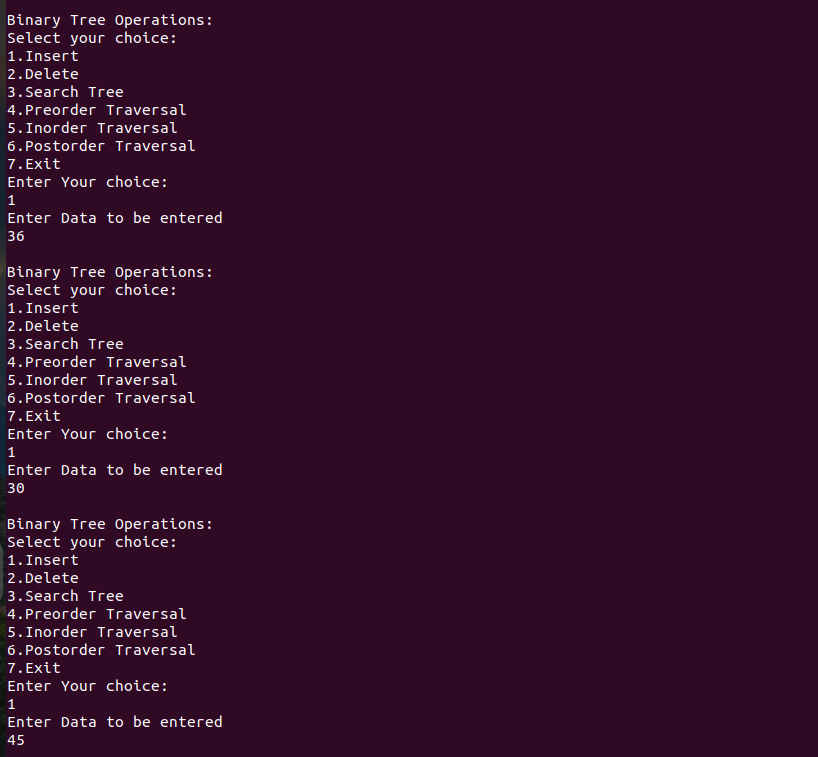 Binary Tree Operations:
Select your choice:
1.Insert
2.Delete
3.Search Tree
4.Preorder Traversal
5.Inorder Traversal
6.Postorder Traversal
7.Exit
Enter Your choice:
1
Enter Data to be entered
36
Binary Tree Operations:
Select your choice:
1.Insert
2.Delete
3.Search Tree
4.Preorder Traversal
5.Inorder Traversal
6.Postorder Traversal
7.Exit
Enter Your choice:
1
Enter Data to be entered
30
Binary Tree Operations:
Select your choice:
1.Insert
2.Delete
3.Search Tree
4.Preorder Traversal
5.Inorder Traversal
6.Postorder Traversal
7.Exit
Enter Your choice:
1
Enter Data to be entered
45